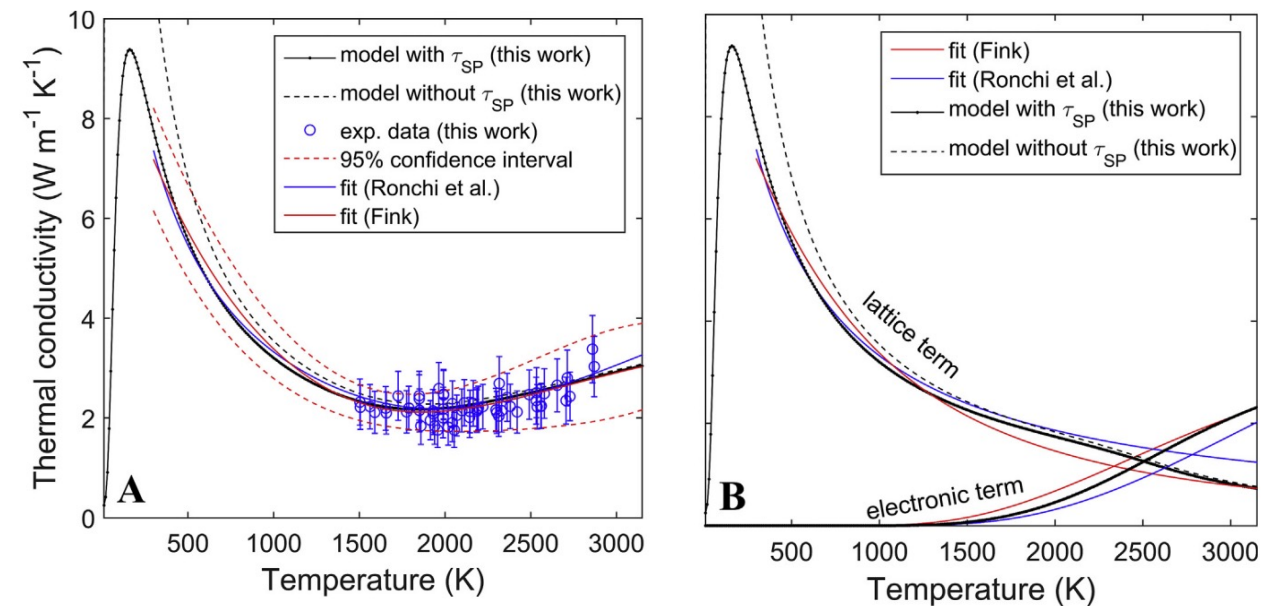 Thermal conductivity (W m⁻¹ K⁻¹)
10
8
6
4
2
0
model with τSP (this work)
model without τSP (this work)
exp. data (this work)
95% confidence interval
fit (Ronchi et al.)
fit (Fink)
A
500 1000 1500 2000 2500 3000
Temperature (K)
fit (Fink)
fit (Ronchi et al.)
model with τSP (this work)
model without τSP (this work)
lattice term
electronic term
B
500 1000 1500 2000 2500 3000
Temperature (K)